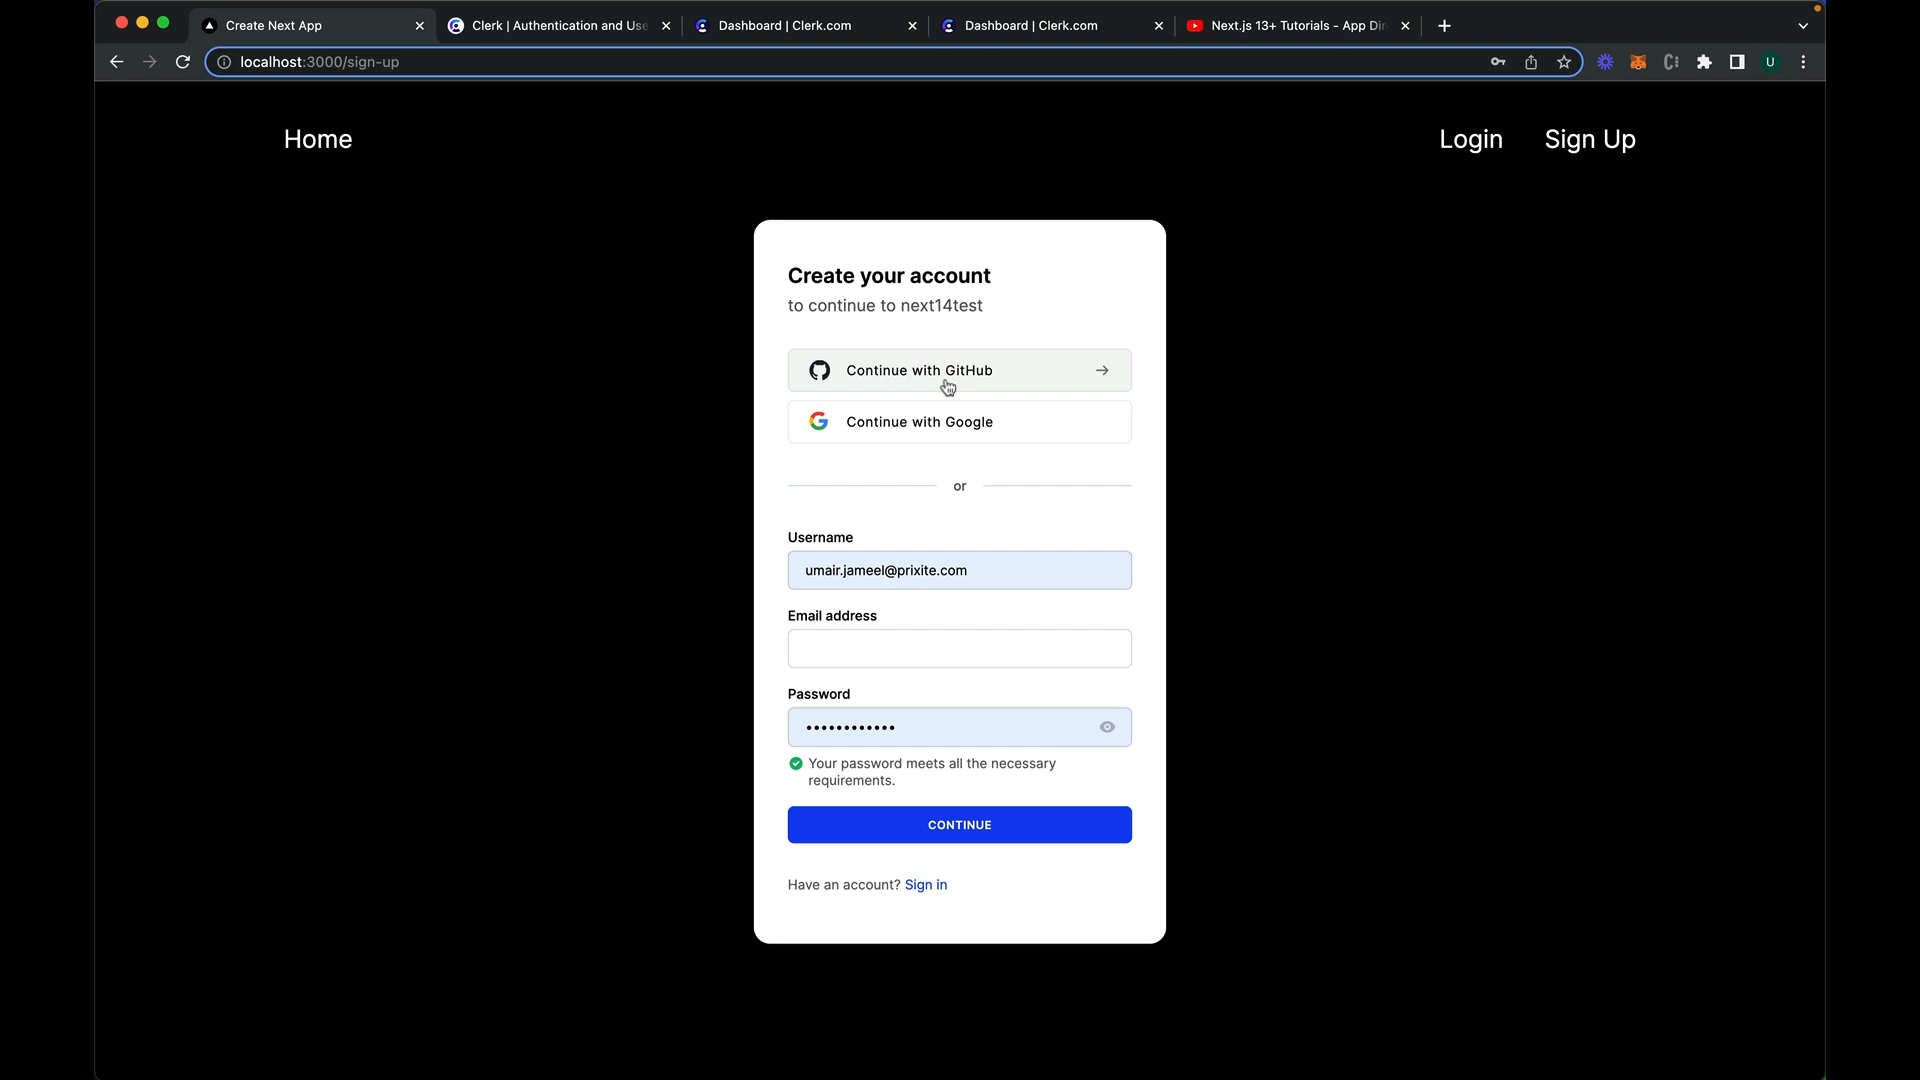 Create Next App
Clerk | Authentication and Use
Dashboard | Clerk.com
Dashboard | Clerk.com
Next.js 13+ Tutorials - App Dir
localhost:3000/sign-up
U
Home
Login
Sign Up
Create your account
to continue to next14test
Continue with GitHub
Continue with Google
or
Username
umair.jameel@prixite.com
Email address
Password
••••••••••••
Your password meets all the necessary
requirements.
CONTINUE
Have an account? Sign in